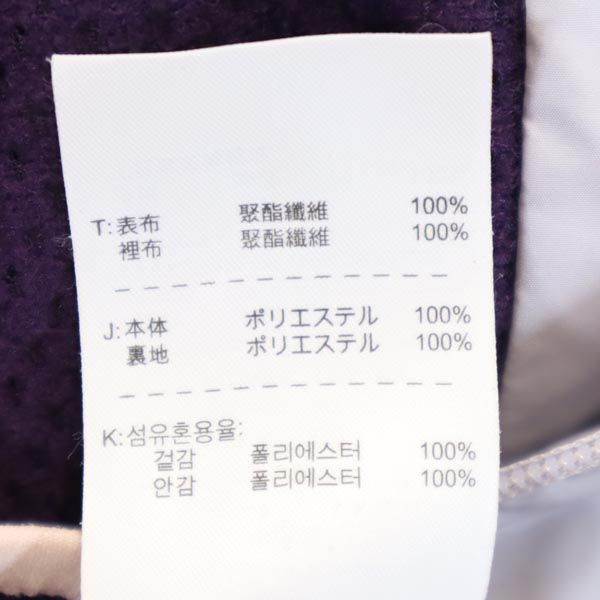 T: 表布 聚酯纖維 100%
裡布 聚酯纖維 100%
J: 本体 ポリエステル 100%
裏地 ポリエステル 100%
K: 섬유혼용율:
겉감 폴리에스터 100%
안감 폴리에스터 100%